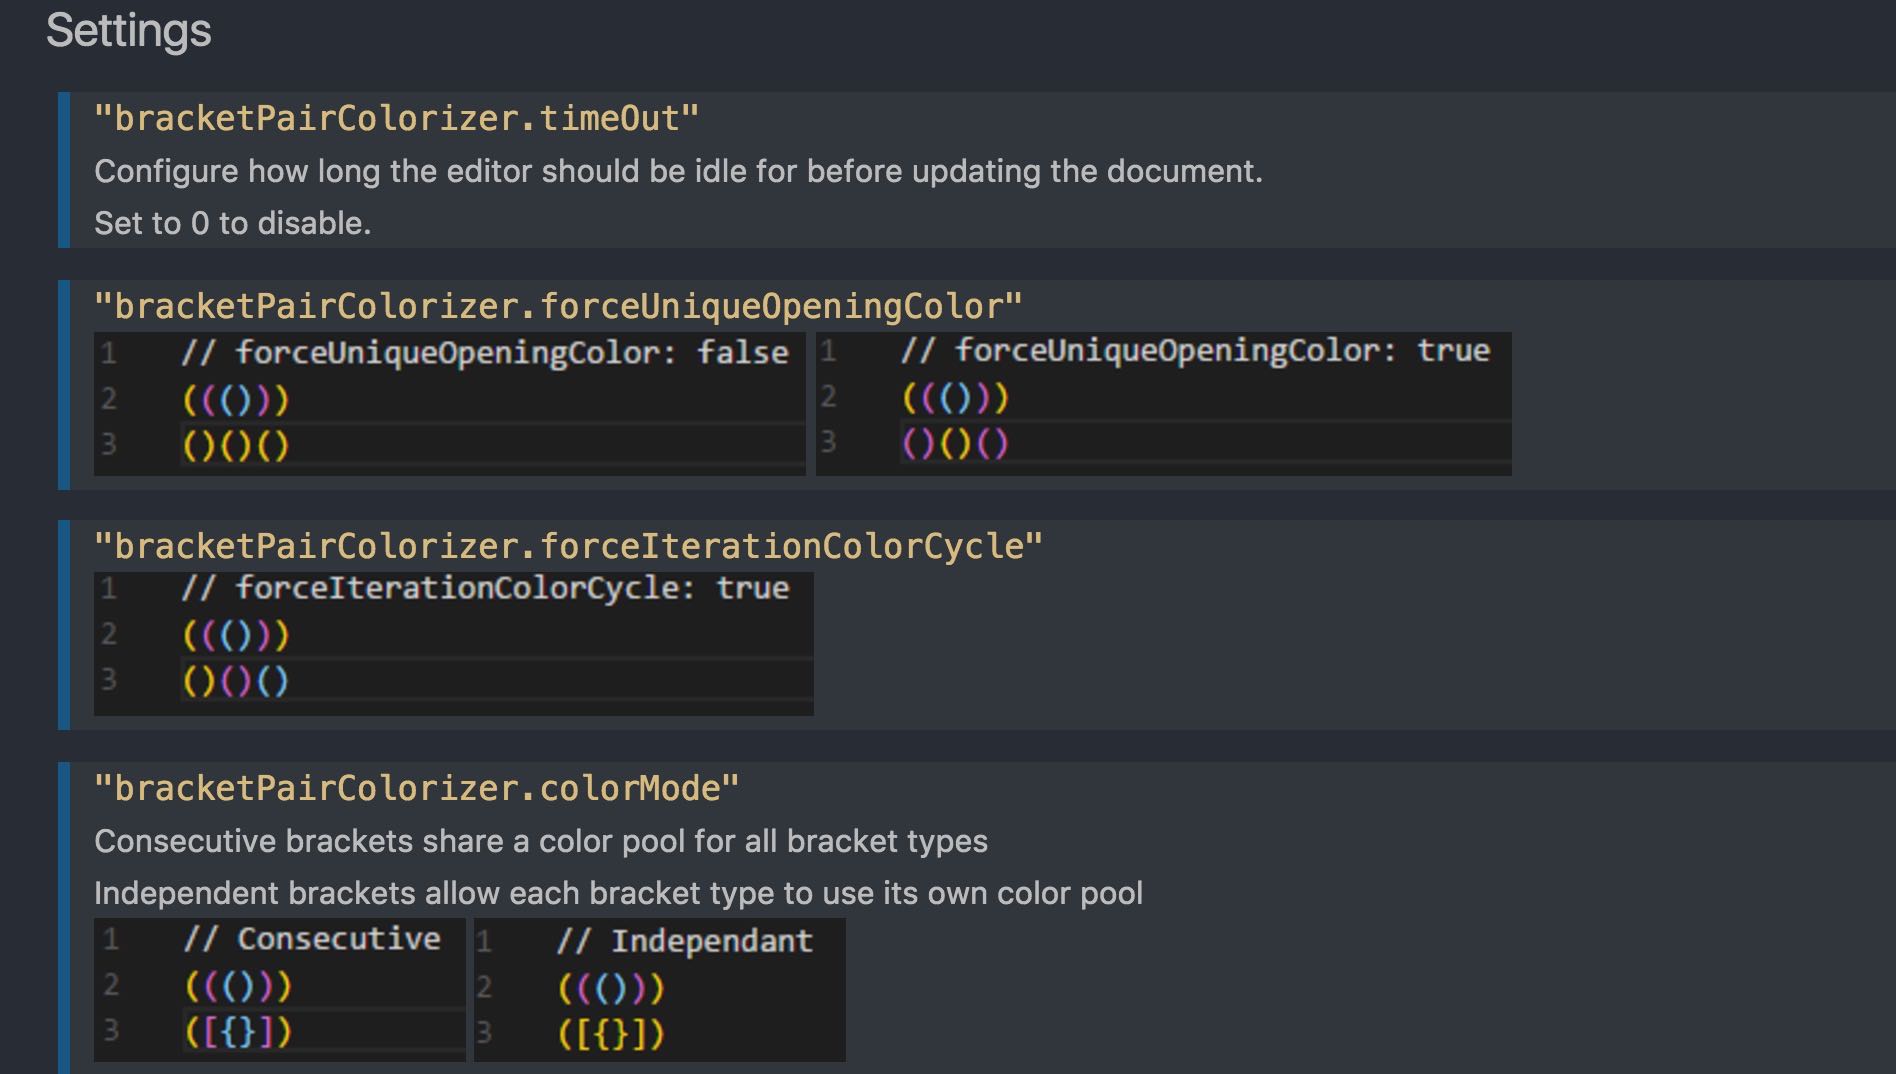 Settings
"bracketPairColorizer.timeOut"
Configure how long the editor should be idle for before updating the document.
Set to 0 to disable.
"bracketPairColorizer.forceUniqueOpeningColor"
1 // forceUniqueOpeningColor: false
2 ((()))
3 ()()()
1 // forceUniqueOpeningColor: true
2 ((()))
3 ()()()
"bracketPairColorizer.forceIterationColorCycle"
1 // forceIterationColorCycle: true
2 ((()))
3 ()()()
"bracketPairColorizer.colorMode"
Consecutive brackets share a color pool for all bracket types
Independent brackets allow each bracket type to use its own color pool
1 // Consecutive
2 ((()))
3 ([{}])
1 // Independant
2 ((()))
3 ([{}])